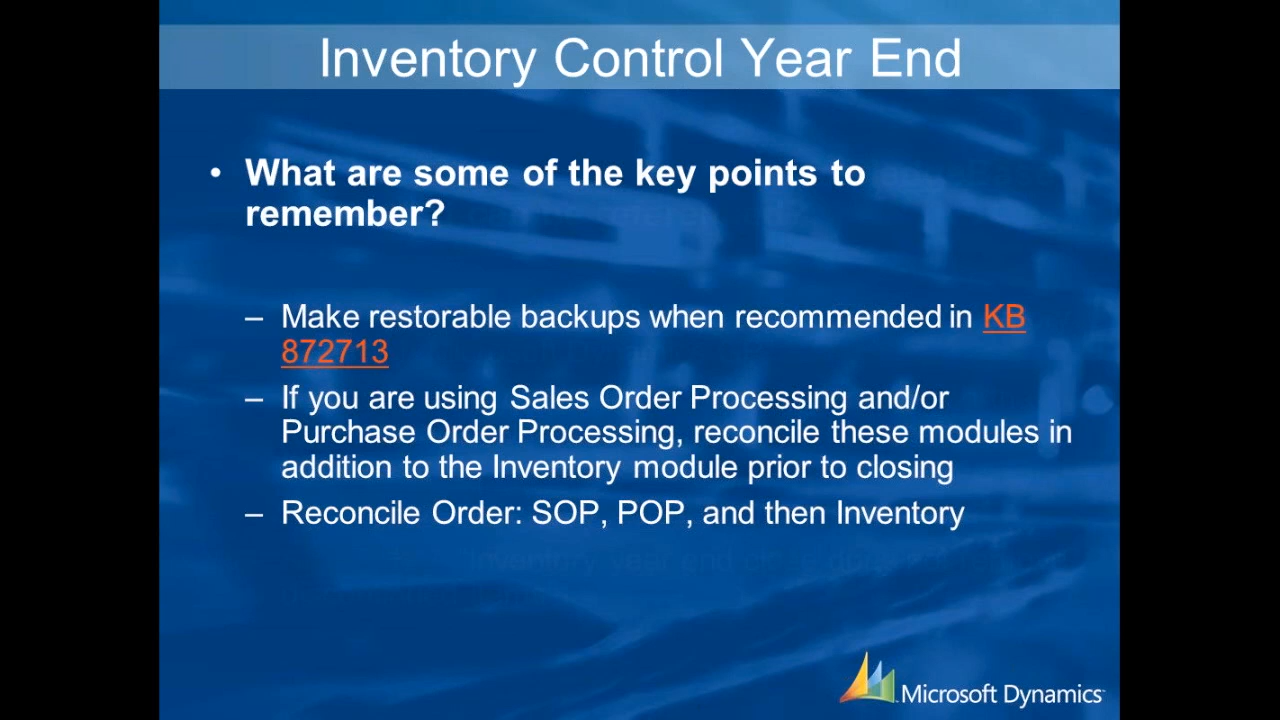 Inventory Control Year End
• What are some of the key points to
remember?
– Make restorable backups when recommended in KB
872713
– If you are using Sales Order Processing and/or
Purchase Order Processing, reconcile these modules in
addition to the Inventory module prior to closing
– Reconcile Order: SOP, POP, and then Inventory
Microsoft Dynamics